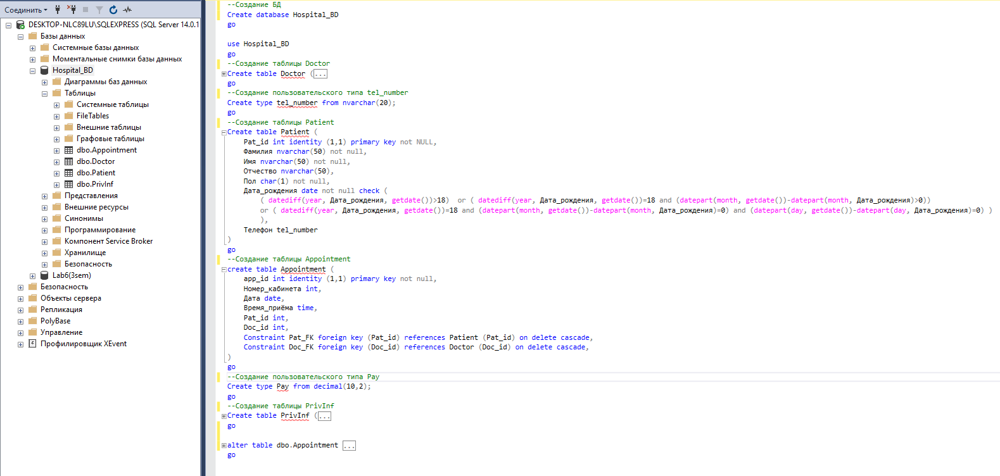 Соединить
DESKTOP-NLC89LU\SQLEXPRESS (SQL Server 14.0.1
Базы данных
Системные базы данных
Моментальные снимки базы данных
Hospital_BD
Диаграммы баз данных
Таблицы
Системные таблицы
FileTables
Внешние таблицы
Графовые таблицы
dbo.Appointment
dbo.Doctor
dbo.Patient
dbo.PrivInf
Представления
Внешние ресурсы
Синонимы
Программирование
Компонент Service Broker
Хранилище
Безопасность
Lab6(3sem)
Безопасность
Объекты сервера
Репликация
PolyBase
Управление
Профилировщик XEvent
--Создание БД
Create database Hospital_BD
go
use Hospital_BD
go
--Создание таблицы Doctor
Create table Doctor (...
go
--Создание пользовательского типа tel_number
Create type tel_number from nvarchar(20);
go
--Создание таблицы Patient
Create table Patient (
Pat_id int identity (1,1) primary key not NULL,
Фамилия nvarchar(50) not null,
Имя nvarchar(50) not null,
Отчество nvarchar(50),
Пол char(1) not null,
Дата_рождения date not null check (
( datediff(year, Дата_рождения, getdate())>18)  or ( datediff(year, Дата_рождения, getdate())=18 and (datepart(month, getdate())-datepart(month, Дата_рождения)>0))
or ( datediff(year, Дата_рождения, getdate())=18 and (datepart(month, getdate())-datepart(month, Дата_рождения)=0) and (datepart(day, getdate())-datepart(day, Дата_рождения)=0) )
),
Телефон tel_number
)
go
--Создание таблицы Appointment
create table Appointment (
app_id int identity (1,1) primary key not null,
Номер_кабинета int,
Дата date,
Время_приёма time,
Pat_id int,
Doc_id int,
Constraint Pat_FK foreign key (Pat_id) references Patient (Pat_id) on delete cascade,
Constraint Doc_FK foreign key (Doc_id) references Doctor (Doc_id) on delete cascade,
)
go
--Создание пользовательского типа Pay
Create type Pay from decimal(10,2);
go
--Создание таблицы PrivInf
Create table PrivInf (...
go
alter table dbo.Appointment ...
go